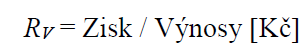 RV = Zisk / Výnosy [Kč]